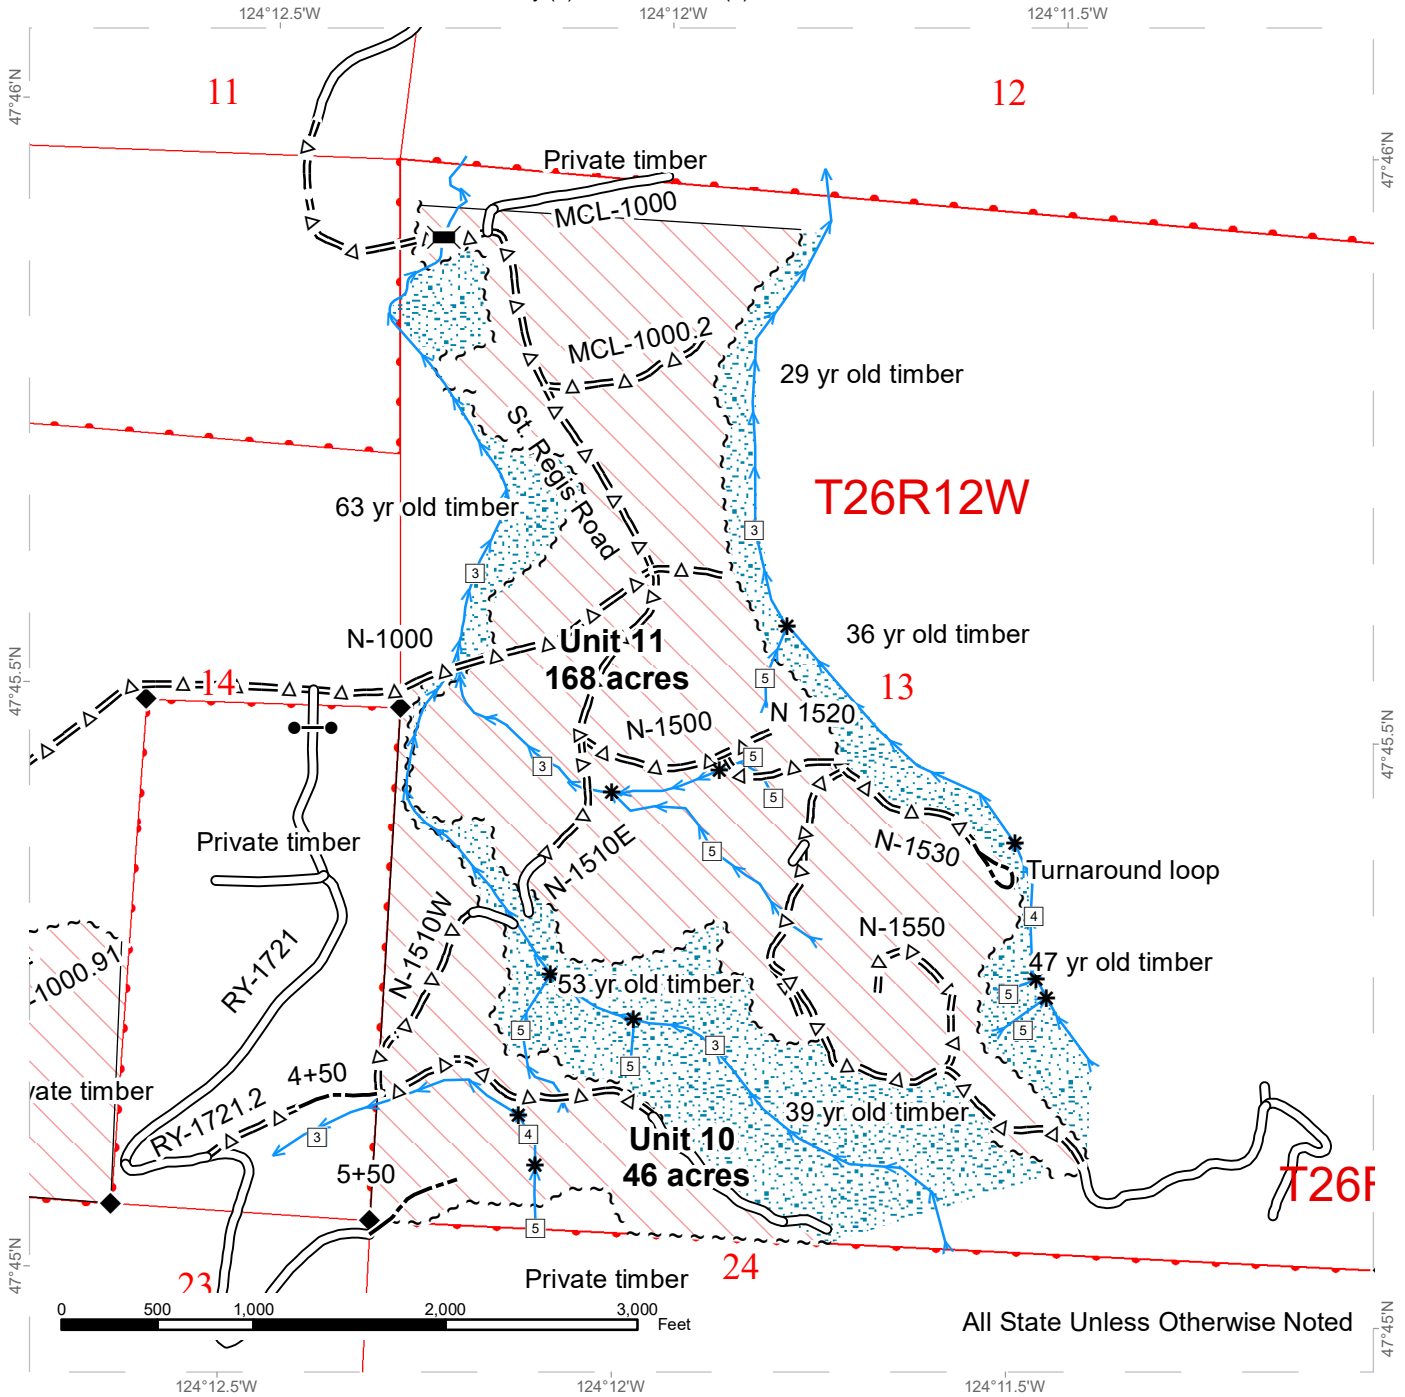 124°12.5'W
124°12'W
124°11.5'W
47°46'N
11
12
47°46'N
Private timber
MCL-1000
MCL-1000.2
29 yr old timber
St. Regis Road
T26R12W
63 yr old timber
3
3
36 yr old timber
N-1000
Unit 11
168 acres
47°45.5'N
14
5
13
N-1500
N 1520
47°45.5'N
3
5
5
Private timber
N-1510E
5
N-1530
Turnaround loop
N-1510W
4
N-1550
-1000.91
RY-1721
53 yr old timber
47 yr old timber
5
5
5
3
5
vate timber
4+50
39 yr old timber
RY-1721.2
3
4
Unit 10
46 acres
5+50
T26R
5
47°45'N
23
24
Private timber
0
500
1,000
2,000
3,000
Feet
All State Unless Otherwise Noted
47°45'N
124°12.5'W
124°12'W
124°11.5'W